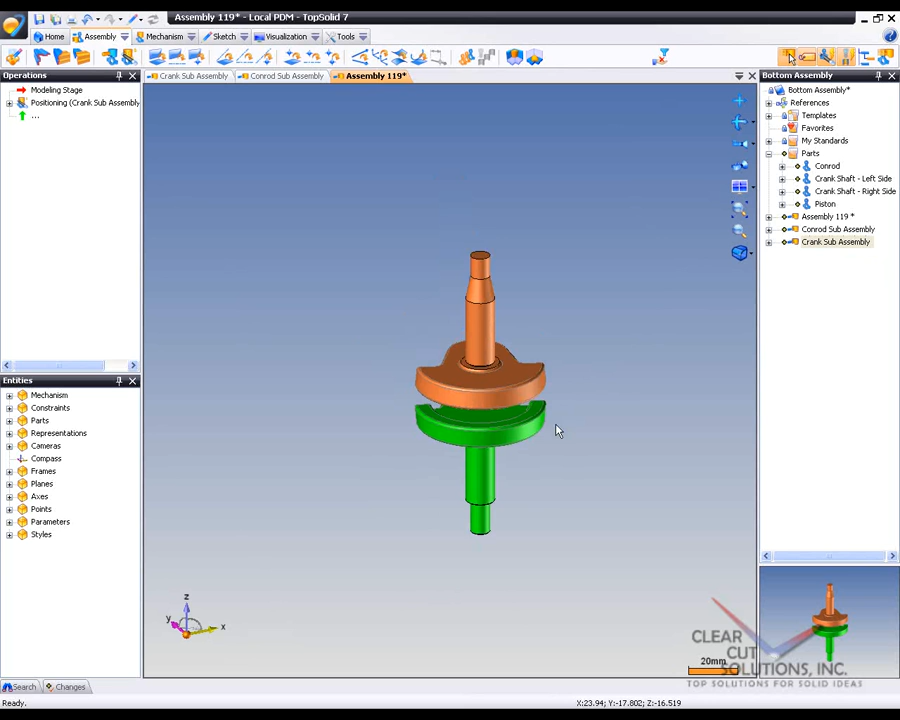 Assembly 119* - Local PDM - TopSolid 7
Home Assembly Mechanism Sketch Visualization Tools
Operations
Crank Sub Assembly Conrod Sub Assembly Assembly 119*
Bottom Assembly
Modeling Stage
Positioning (Crank Sub Assembly
...
Bottom Assembly*
References
Templates
Favorites
My Standards
Parts
Conrod
Crank Shaft - Left Side
Crank Shaft - Right Side
Piston
Assembly 119 *
Conrod Sub Assembly
Crank Sub Assembly
Entities
Mechanism
Constraints
Parts
Representations
Cameras
Compass
Frames
Planes
Axes
Points
Parameters
Styles
z
y
x
20mm
CLEAR
CUT
SOLUTIONS, INC.
TOP SOLUTIONS FOR SOLID IDEAS
Search Changes
Ready.
X:23.94; Y:-17.802; Z:-16.519